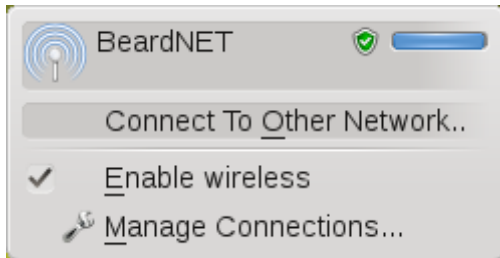 BeardNET
Connect To Other Network..
Enable wireless
Manage Connections...